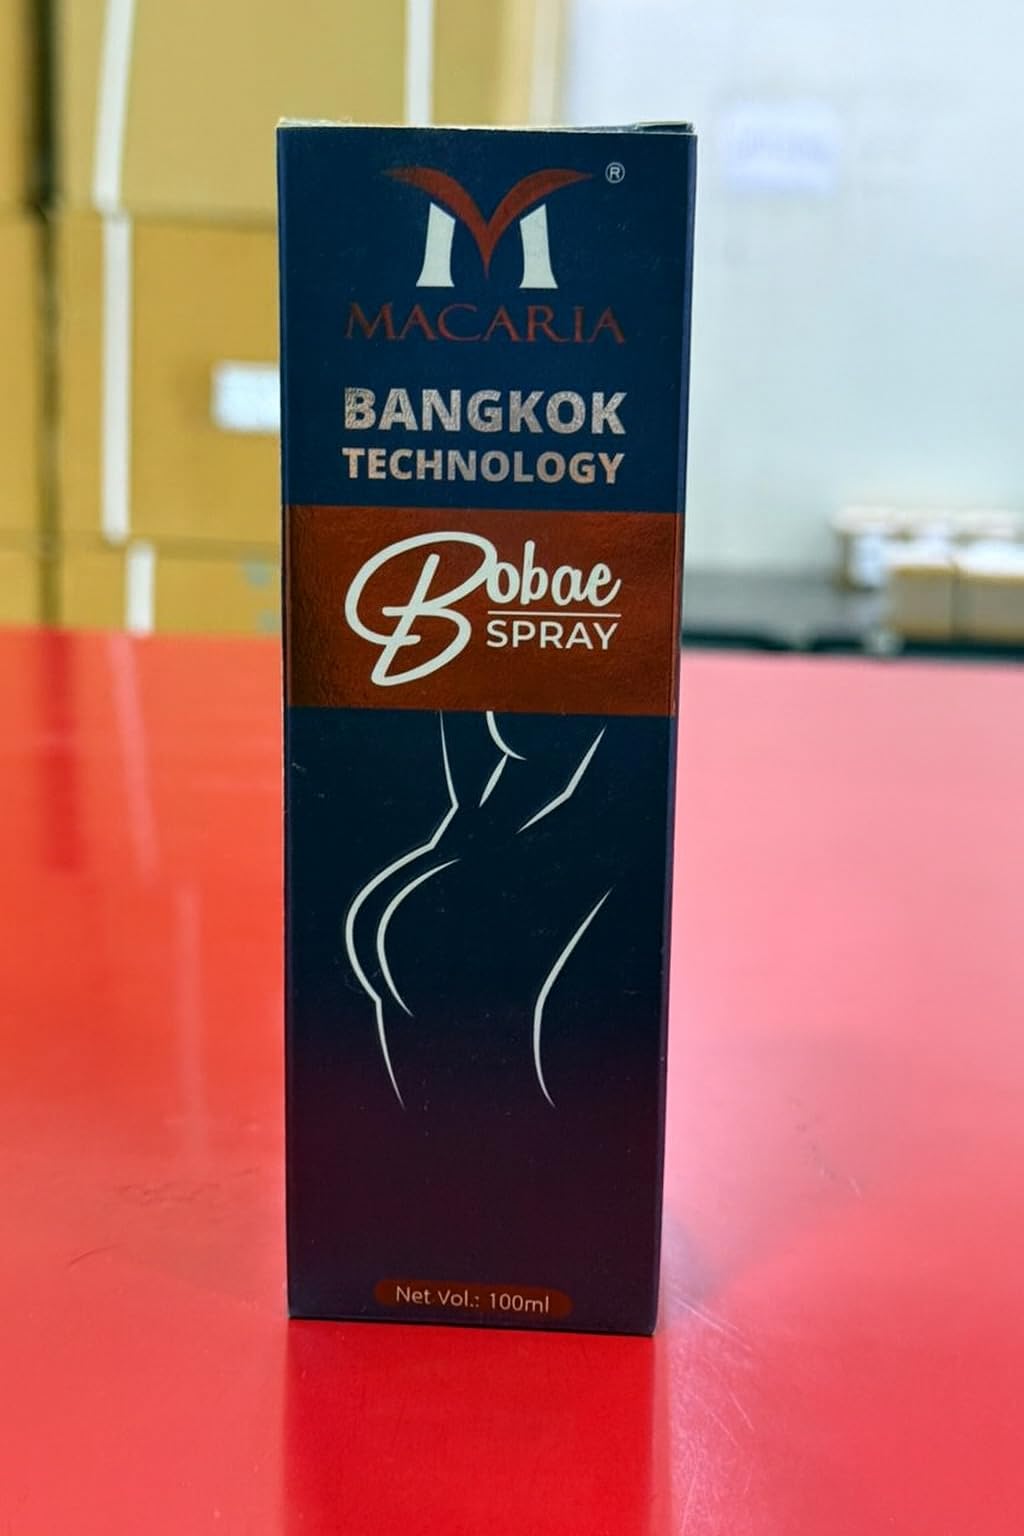 ®
MACARIA
BANGKOK
TECHNOLOGY
Bobae
SPRAY
Net Vol.: 100ml